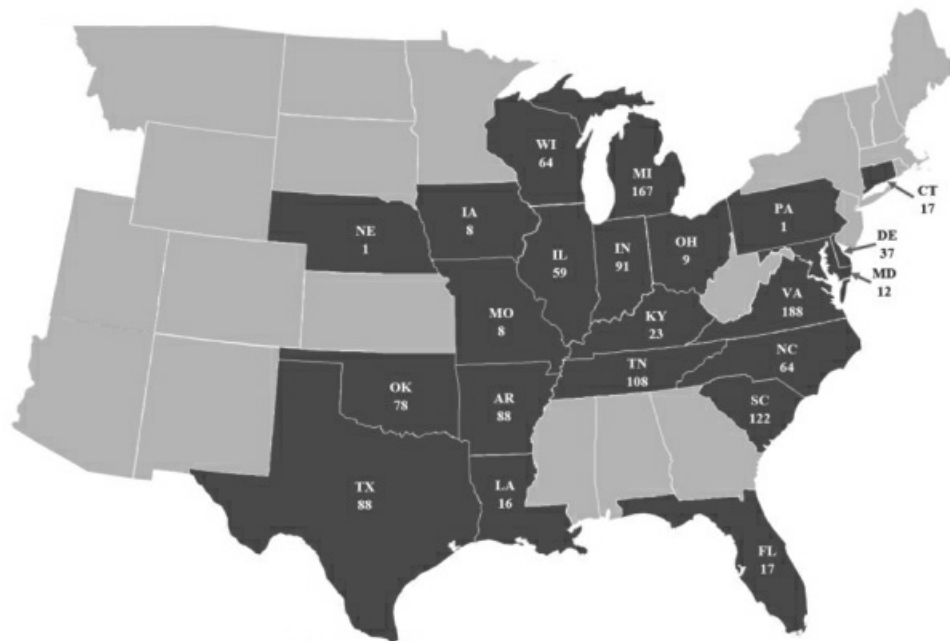 WI
64
MI
167
CT
17
IA
8
PA
1
NE
1
OH
9
IL
59
IN
91
DE
37
MD
12
VA
188
MO
8
KY
23
NC
64
TN
108
OK
78
AR
88
SC
122
TX
88
LA
16
FL
17